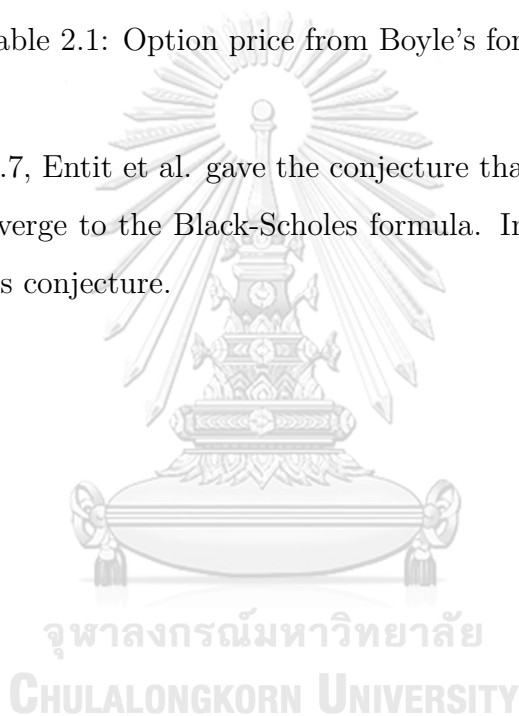 able 2.1: Option price from Boyle's for
.7, Entit et al. gave the conjecture tha
verge to the Black-Scholes formula. In
s conjecture.
จุฬาลงกรณ์มหาวิทยาลัย
CHULALONGKORN UNIVERSITY